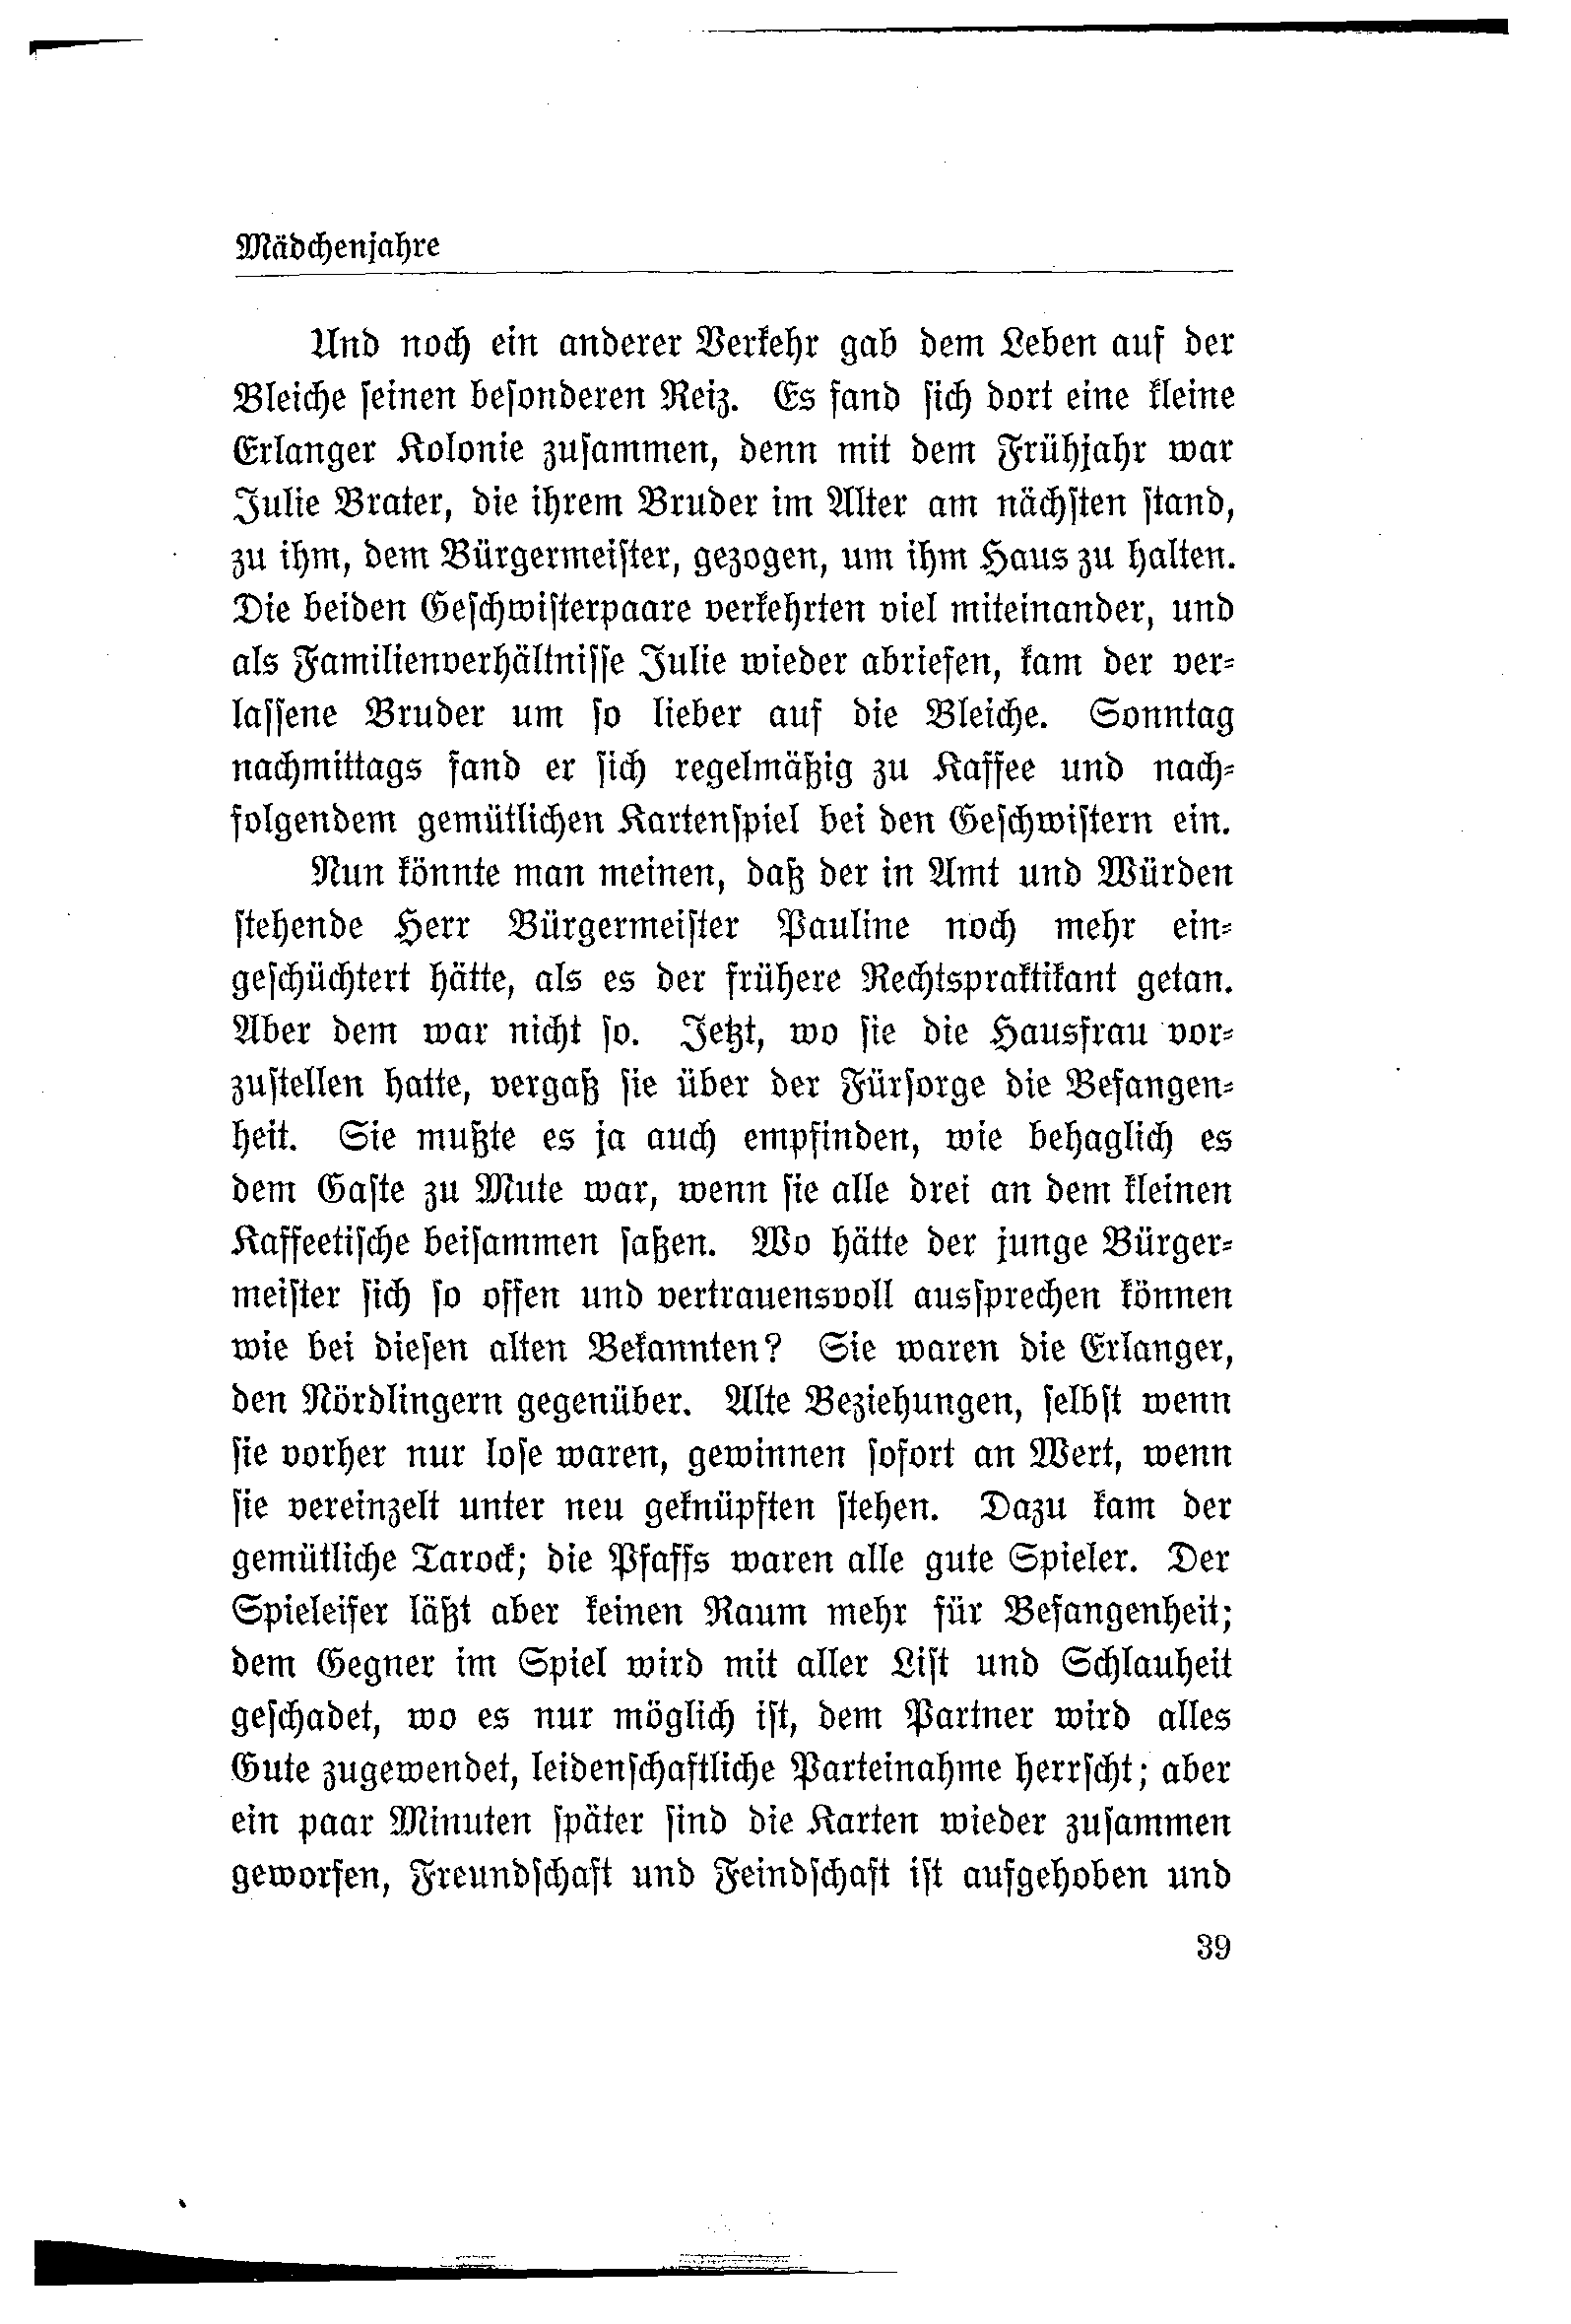 Mädchenjahre
Und noch ein anderer Verkehr gab dem Leben auf der
Bleiche seinen besonderen Reiz. Es fand sich dort eine kleine
Erlanger Kolonie zusammen, denn mit dem Frühjahr war
Julie Brater, die ihrem Bruder im Alter am nächsten stand,
zu ihm, dem Bürgermeister, gezogen, um ihm Haus zu halten.
Die beiden Geschwisterpaare verkehrten viel miteinander, und
als Familienverhältnisse Julie wieder abriefen, kam der ver-
lassene Bruder um so lieber auf die Bleiche. Sonntag
nachmittags fand er sich regelmäßig zu Kaffee und nach-
folgendem gemütlichen Kartenspiel bei den Geschwistern ein.
Nun könnte man meinen, daß der in Amt und Würden
stehende Herr Bürgermeister Pauline noch mehr ein-
geschüchtert hätte, als es der frühere Rechtspraktikant getan.
Aber dem war nicht so. Jetzt, wo sie die Hausfrau vor-
zustellen hatte, vergaß sie über der Fürsorge die Befangen-
heit. Sie mußte es ja auch empfinden, wie behaglich es
dem Gaste zu Mute war, wenn sie alle drei an dem kleinen
Kaffeetische beisammen saßen. Wo hätte der junge Bürger-
meister sich so offen und vertrauensvoll aussprechen können
wie bei diesen alten Bekannten? Sie waren die Erlanger,
den Nördlingern gegenüber. Alte Beziehungen, selbst wenn
sie vorher nur lose waren, gewinnen sofort an Wert, wenn
sie vereinzelt unter neu geknüpften stehen. Dazu kam der
gemütliche Tarock; die Pfaffs waren alle gute Spieler. Der
Spieleifer läßt aber keinen Raum mehr für Befangenheit;
dem Gegner im Spiel wird mit aller List und Schlauheit
geschadet, wo es nur möglich ist, dem Partner wird alles
Gute zugewendet, leidenschaftliche Parteinahme herrscht; aber
ein paar Minuten später sind die Karten wieder zusammen
geworfen, Freundschaft und Feindschaft ist aufgehoben und
39